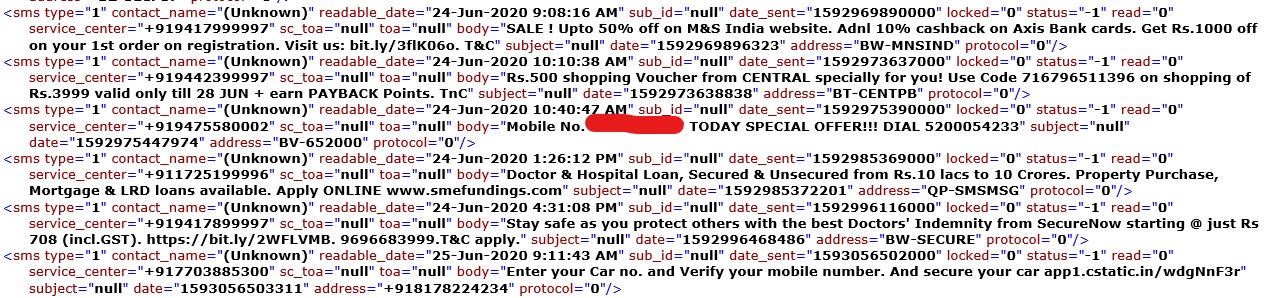 <sms type="1" contact_name="(Unknown)" readable_date="24-Jun-2020 9:08:16 AM" sub_id="null" date_sent="1592969890000" locked="0" status="-1" read="0"
service_center="+919417999997" sc_toa="null" toa="null" body="SALE ! Upto 50% off on M&S India website. Adnl 10% cashback on Axis Bank cards. Get Rs.1000 off
on your 1st order on registration. Visit us: bit.ly/3flK06o. T&C" subject="null" date="1592969896323" address="BW-MNSIND" protocol="0"/>
<sms type="1" contact_name="(Unknown)" readable_date="24-Jun-2020 10:10:38 AM" sub_id="null" date_sent="1592973637000" locked="0" status="-1" read="0"
service_center="+919442399997" sc_toa="null" toa="null" body="Rs.500 shopping Voucher from CENTRAL specially for you! Use Code 716796511396 on shopping of
Rs.3999 valid only till 28 JUN + earn PAYBACK Points. TnC" subject="null" date="1592973638838" address="BT-CENTPB" protocol="0"/>
<sms type="1" contact_name="(Unknown)" readable_date="24-Jun-2020 10:40:47 AM" sub_id="null" date_sent="1592975390000" locked="0" status="-1" read="0"
service_center="+919475580002" sc_toa="null" toa="null" body="Mobile No. TODAY SPECIAL OFFER!!! DIAL 5200054233" subject="null"
date="1592975447974" address="BV-652000" protocol="0"/>
<sms type="1" contact_name="(Unknown)" readable_date="24-Jun-2020 1:26:12 PM" sub_id="null" date_sent="1592985369000" locked="0" status="-1" read="0"
service_center="+911725199996" sc_toa="null" toa="null" body="Doctor & Hospital Loan, Secured & Unsecured from Rs.10 lacs to 10 Crores. Property Purchase,
Mortgage & LRD loans available. Apply ONLINE www.smefundings.com" subject="null" date="1592985372201" address="QP-SMSMSG" protocol="0"/>
<sms type="1" contact_name="(Unknown)" readable_date="24-Jun-2020 4:31:08 PM" sub_id="null" date_sent="1592996116000" locked="0" status="-1" read="0"
service_center="+919417899997" sc_toa="null" toa="null" body="Stay safe as you protect others with the best Doctors' Indemnity from SecureNow starting @ just Rs
708 (incl.GST). https://bit.ly/2WFLVMB. 9696683999.T&C apply." subject="null" date="1592996468486" address="BW-SECURE" protocol="0"/>
<sms type="1" contact_name="(Unknown)" readable_date="25-Jun-2020 9:11:43 AM" sub_id="null" date_sent="1593056502000" locked="0" status="-1" read="0"
service_center="+917703885300" sc_toa="null" toa="null" body="Enter your Car no. and Verify your mobile number. And secure your car app1.cstatic.in/wdgNnF3r"
subject="null" date="1593056503311" address="+918178224234" protocol="0"/>